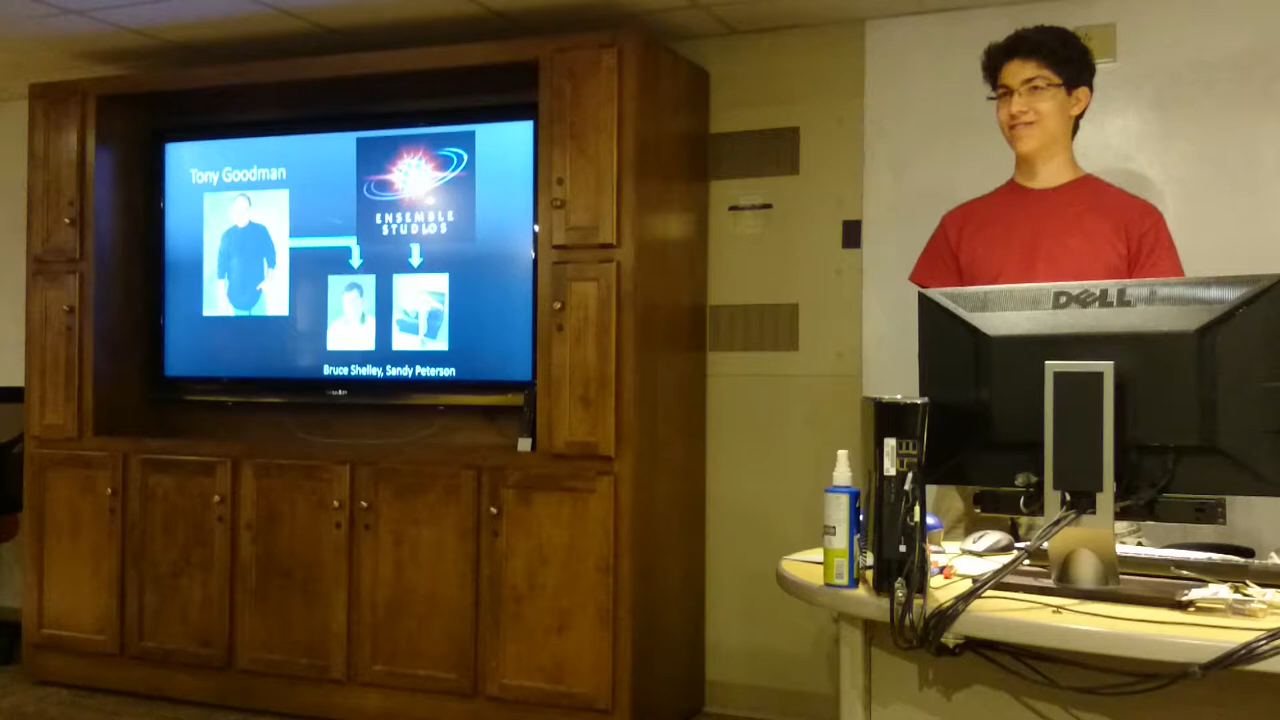 Tony Goodman
ENSEMBLE
STUDIOS
Bruce Shelley, Sandy Peterson
DELL